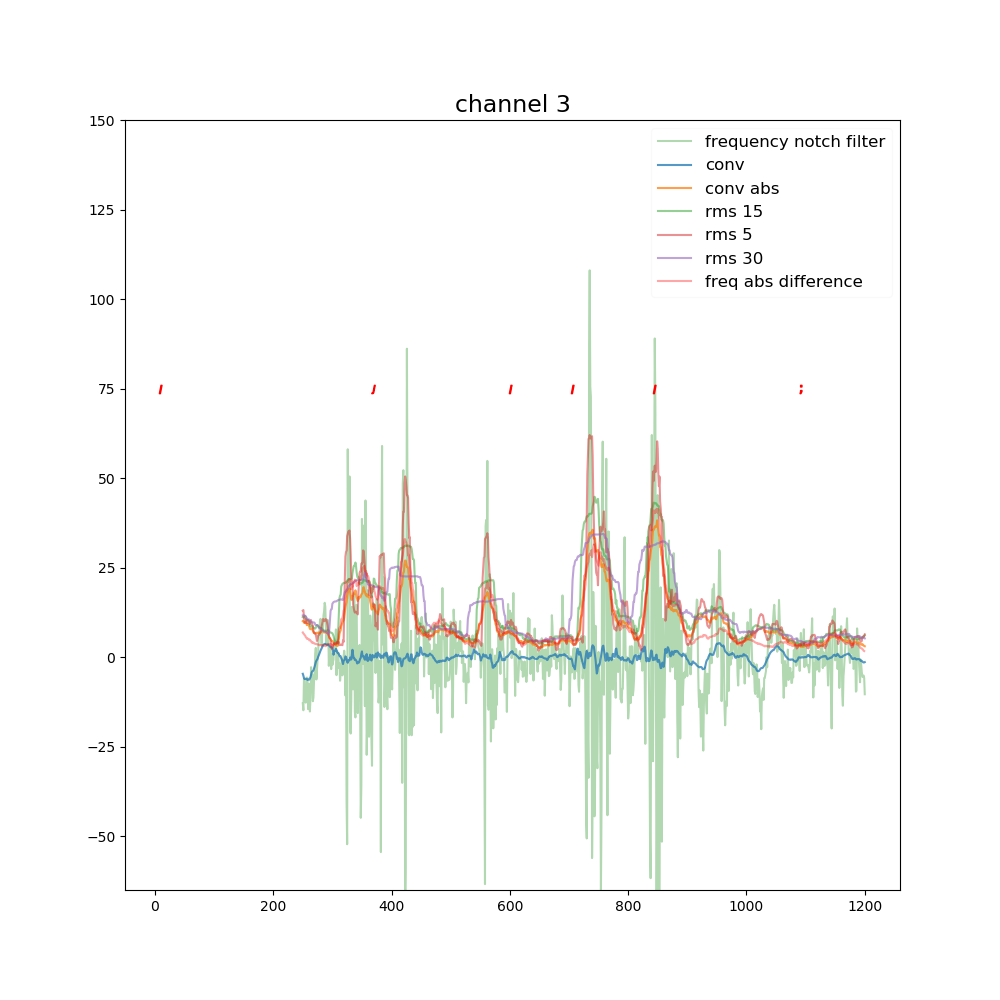 channel 3
150
125
100
75
50
25
0
−25
−50
0 200 400 600 800 1000 1200
frequency notch filter
conv
conv abs
rms 15
rms 5
rms 30
freq abs difference